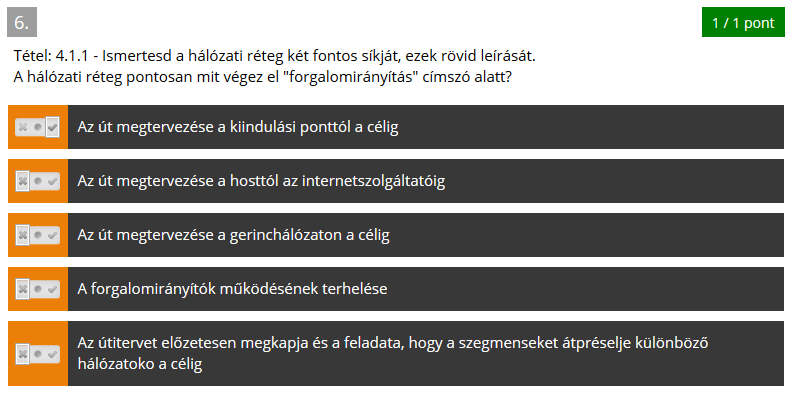 6.
1 / 1 pont
Tétel: 4.1.1 - Ismertesd a hálózati réteg két fontos síkját, ezek rövid leírását.
A hálózati réteg pontosan mit végez el "forgalomirányítás" címszó alatt?
Az út megtervezése a kiindulási ponttól a célig
Az út megtervezése a hosttól az internetszolgáltatóig
Az út megtervezése a gerinchálózaton a célig
A forgalomirányítók működésének terhelése
Az útitervet előzetesen megkapja és a feladata, hogy a szegmenseket átpréselje különböző
hálózatoko a célig